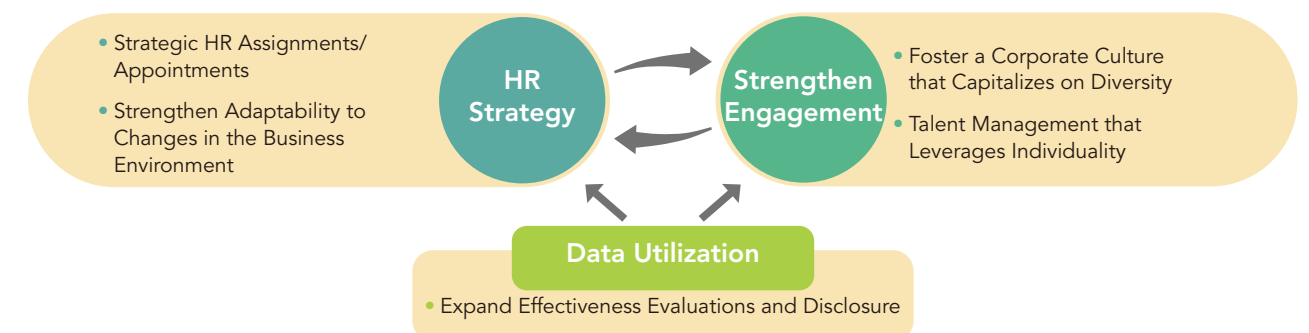 • Strategic HR Assignments/
Appointments
• Strengthen Adaptability to
Changes in the Business
Environment
HR
Strategy
Strengthen
Engagement
• Foster a Corporate Culture
that Capitalizes on Diversity
• Talent Management that
Leverages Individuality
Data Utilization
• Expand Effectiveness Evaluations and Disclosure